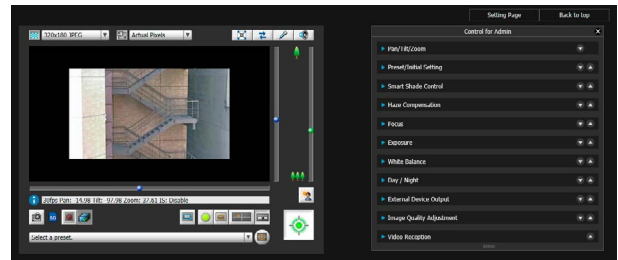 Setting Page
Back to top
320x180 JPEG
Actual Pixels
Control for Admin
Pan/Tilt/Zoom
Preset/Initial Setting
Smart Shade Control
Haze Compensation
Focus
Exposure
White Balance
Day / Night
External Device Output
Image Quality Adjustment
Video Reception
30fps Pan: 14.98 Tilt: 97.98 Zoom: 37.61 IS: Disable
Select a preset.